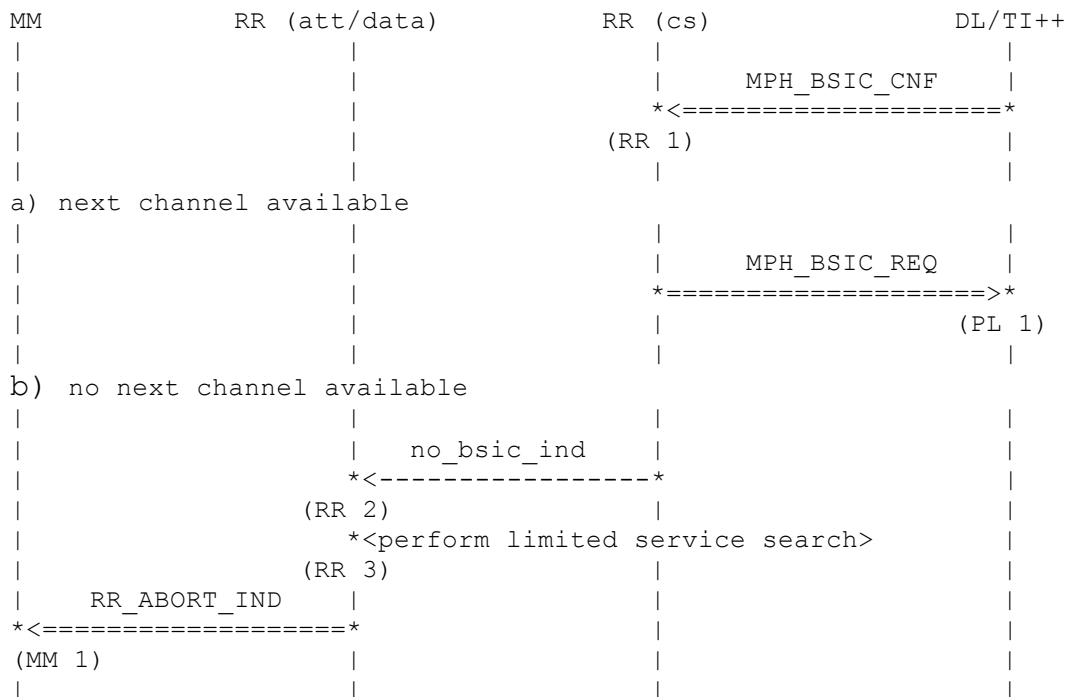 MM RR (att/data) RR (cs) DL/TI++
| | | |
| | | MPH_BSIC_CNF |
| | *<====================*
| | (RR 1) |
| | | |
a) next channel available
| | | |
| | | MPH_BSIC_REQ |
| | *====================>*
| | | (PL 1)
| | | |
b) no next channel available
| | | |
| | no_bsic_ind | |
| *<-----------------* |
| (RR 2) | |
| *<perform limited service search> |
| (RR 3) | |
| RR_ABORT_IND | | |
*<===================* | |
(MM 1) | | |
| | | |